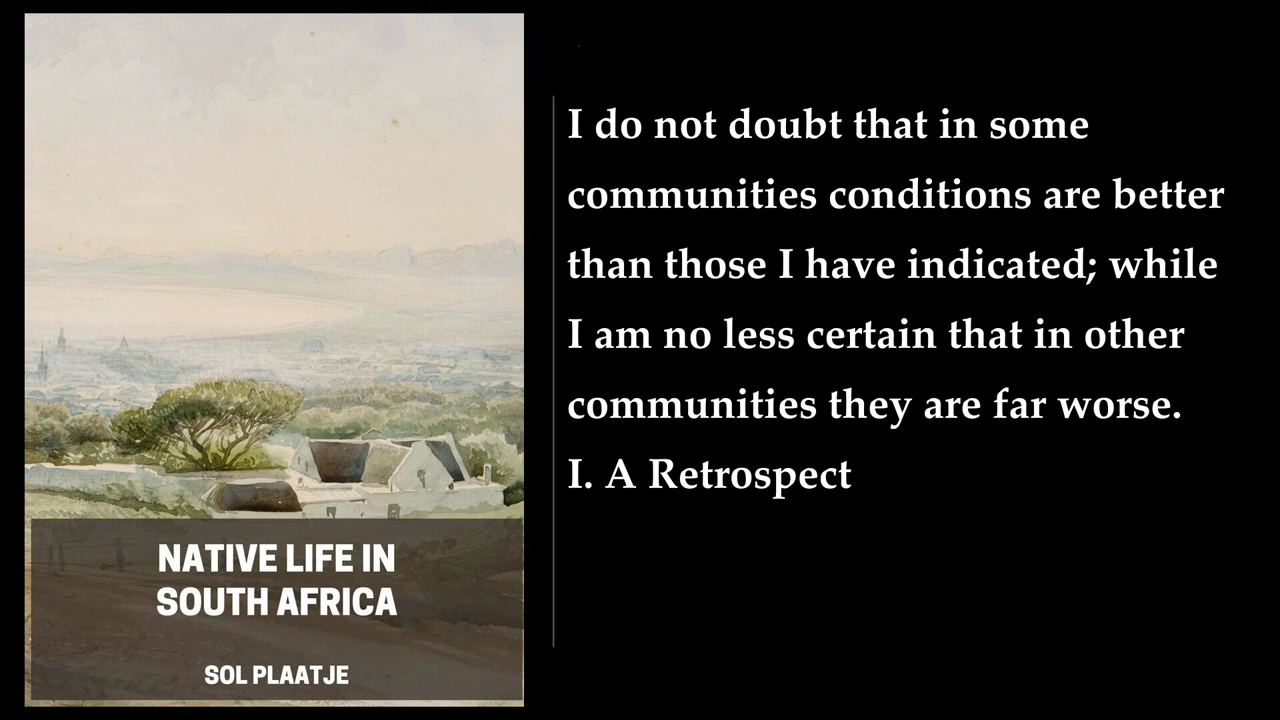 NATIVE LIFE IN
SOUTH AFRICA
SOL PLAATJE
I do not doubt that in some
communities conditions are better
than those I have indicated; while
I am no less certain that in other
communities they are far worse.
I. A Retrospect